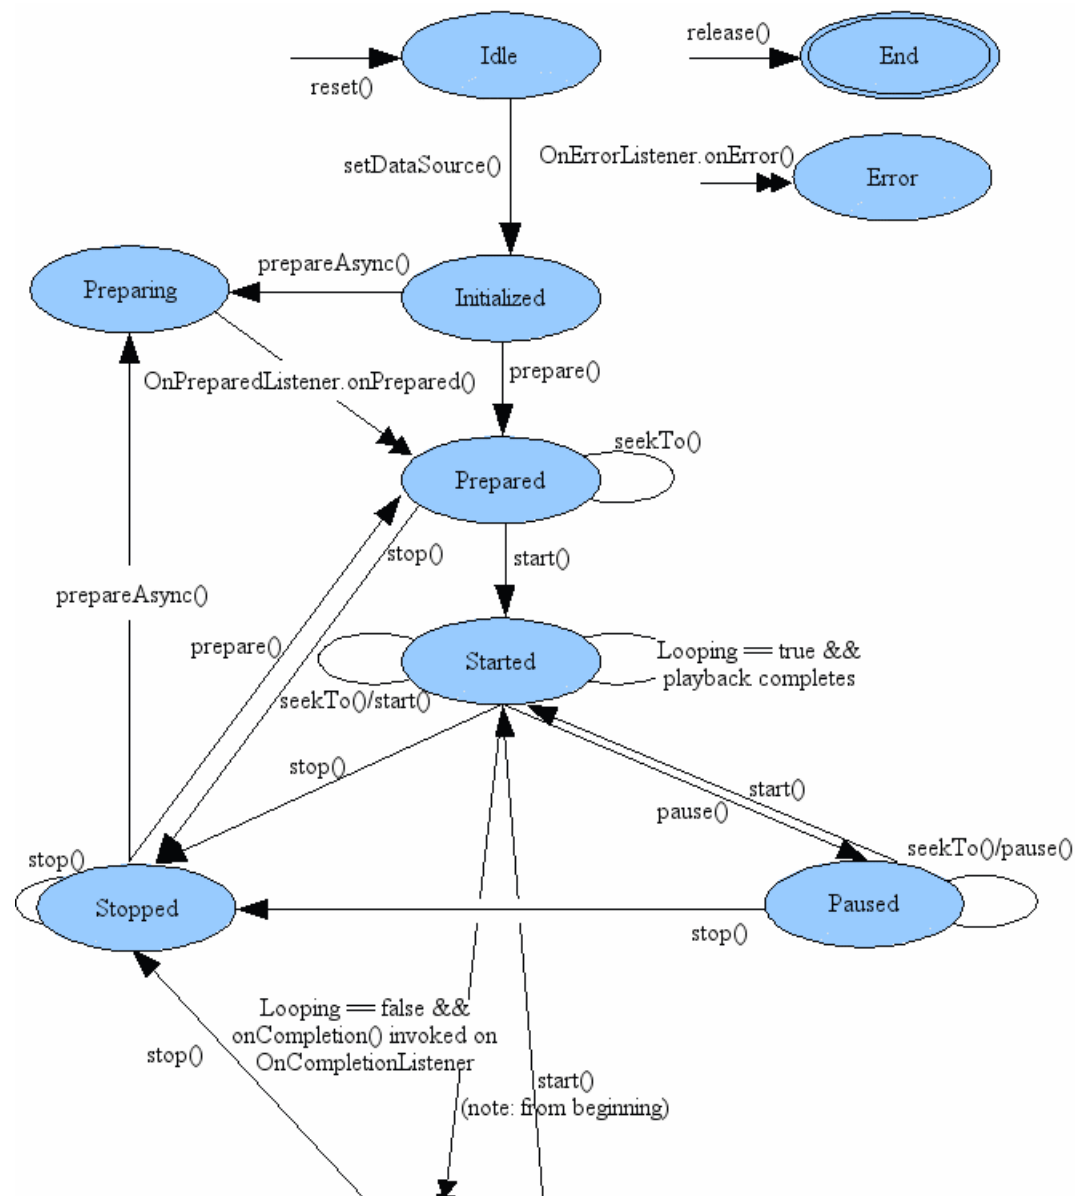 Idle
release()
End
reset()
OnErrorListener.onError()
setDataSource()
Error
prepareAsync()
Preparing
Initialized
prepare()
OnPreparedListener.onPrepared()
seekTo()
Prepared
stop()
start()
prepareAsync()
prepare()
Started
Looping == true &&
playback completes
seekTo()/start()
stop()
start()
pause()
seekTo()/pause()
stop()
Stopped
Paused
stop()
Looping == false &&
onCompletion() invoked on
OnCompletionListener
stop()
start()
(note: from beginning)